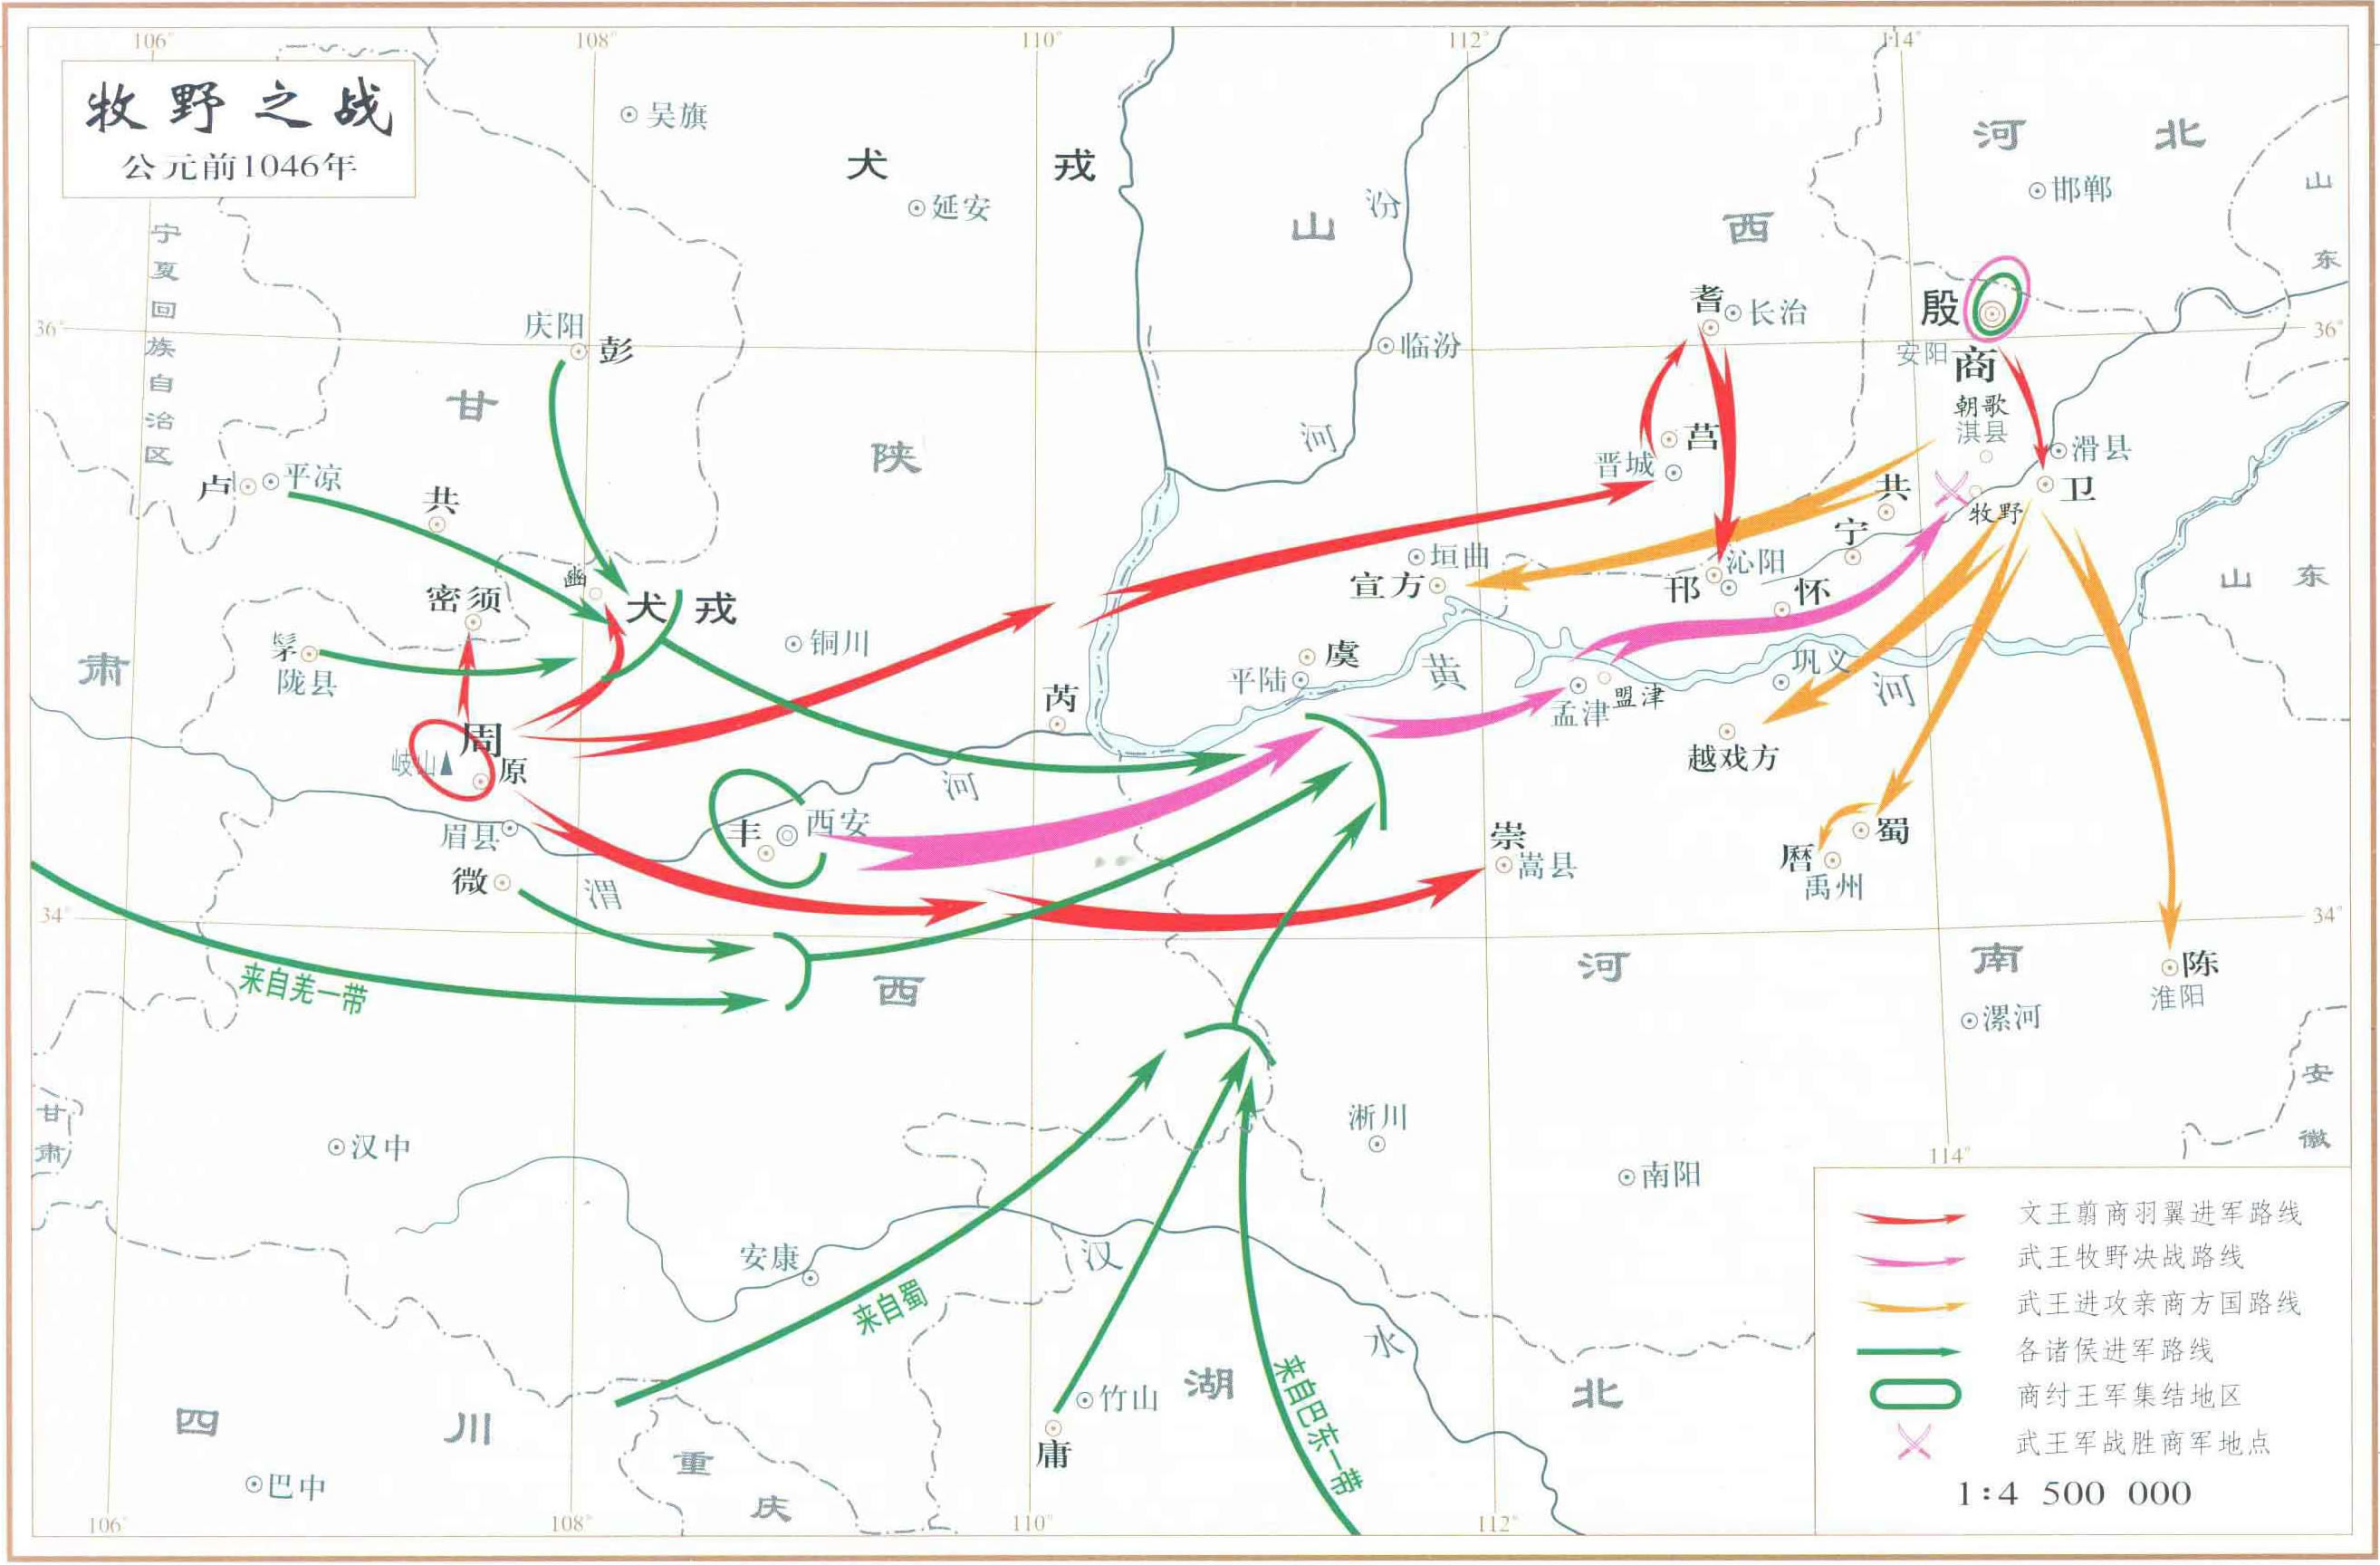 牧野之战
公元前1046年
106°
108°
110°
112°
114°
吴旗
犬 戎
延安
山 西
汾
河
河 北
邯郸
山东
宁夏回族自治区
36°
庆阳
彭
甘
肃
陕
西
临汾
耆
长治
殷
安阳
商
朝歌
淇县
36°
卢
平凉
共
莒
晋城
滑县
卫
共
牧野
宁
垣曲
宣方
沁阳
邘
怀
山东
豳
密须
犬 戎
髳
陇县
铜川
芮
虞
平陆
黄
河
巩义
孟津
盟津
越戏方
周
原
岐山
眉县
微
渭
河
丰
西安
崇
嵩县
蜀
曆
禹州
34°
34°
来自羌一带
河 南
陈
淮阳
漯河
安徽
甘肃
汉中
淅川
南阳
114°
安康
汉
水
来自蜀
来自巴东一带
竹山
庸
湖 北
四 川
重庆
巴中
106°
108°
110°
112°
文王翦商羽翼进军路线
武王牧野决战路线
武王进攻亲商方国路线
各诸侯进军路线
商纣王军集结地区
武王军战胜商军地点
1:4 500 000